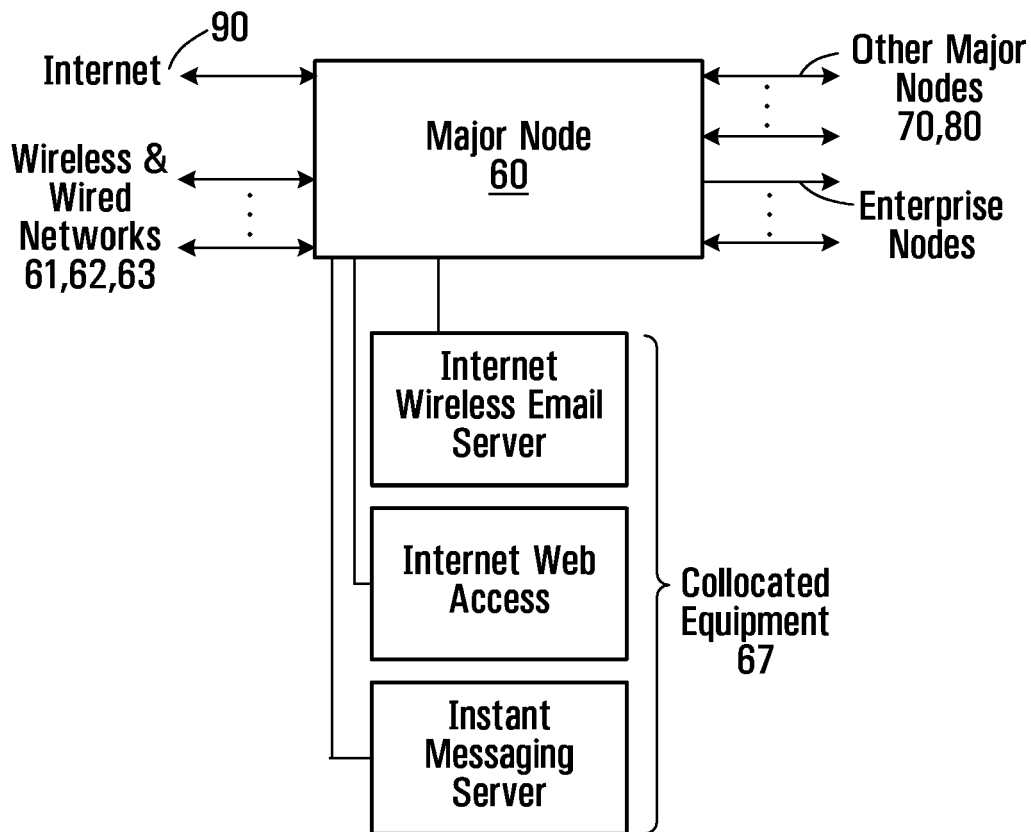 90
Internet
Wireless &
Wired
Networks
61,62,63
Major Node
60
Other Major
Nodes
70,80
Enterprise
Nodes
Internet
Wireless Email
Server
Internet Web
Access
Instant
Messaging
Server
Collocated
Equipment
67